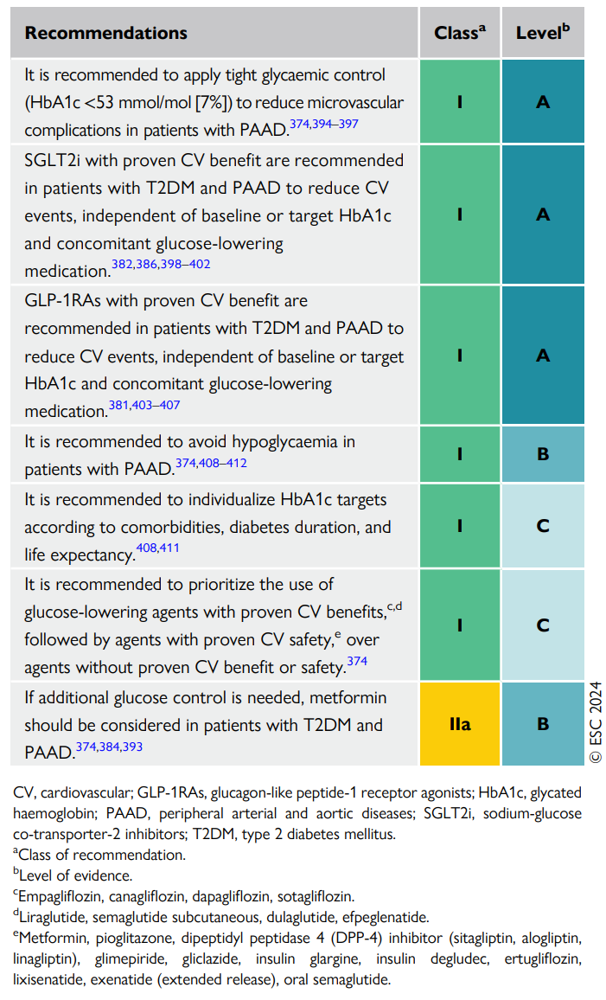 Recommendations Classᵃ Levelᵇ
It is recommended to apply tight glycaemic control
(HbA1c <53 mmol/mol [7%]) to reduce microvascular
complications in patients with PAAD.374,394–397
I A
SGLT2i with proven CV benefit are recommended
in patients with T2DM and PAAD to reduce CV
events, independent of baseline or target HbA1c
and concomitant glucose-lowering
medication.382,386,398–402
I A
GLP-1RAs with proven CV benefit are
recommended in patients with T2DM and PAAD to
reduce CV events, independent of baseline or target
HbA1c and concomitant glucose-lowering
medication.381,403–407
I A
It is recommended to avoid hypoglycaemia in
patients with PAAD.374,408–412
I B
It is recommended to individualize HbA1c targets
according to comorbidities, diabetes duration, and
life expectancy.408,411
I C
It is recommended to prioritize the use of
glucose-lowering agents with proven CV benefits,c,d
followed by agents with proven CV safety,e over
agents without proven CV benefit or safety.374
I C
If additional glucose control is needed, metformin
should be considered in patients with T2DM and
PAAD.374,384,393
IIa B
© ESC 2024
CV, cardiovascular; GLP-1RAs, glucagon-like peptide-1 receptor agonists; HbA1c, glycated
haemoglobin; PAAD, peripheral arterial and aortic diseases; SGLT2i, sodium-glucose
co-transporter-2 inhibitors; T2DM, type 2 diabetes mellitus.
ᵃClass of recommendation.
ᵇLevel of evidence.
ᶜEmpagliflozin, canagliflozin, dapagliflozin, sotagliflozin.
ᵈLiraglutide, semaglutide subcutaneous, dulaglutide, efpeglenatide.
ᵉMetformin, pioglitazone, dipeptidyl peptidase 4 (DPP-4) inhibitor (sitagliptin, alogliptin,
linagliptin), glimepiride, gliclazide, insulin glargine, insulin degludec, ertugliflozin,
lixisenatide, exenatide (extended release), oral semaglutide.